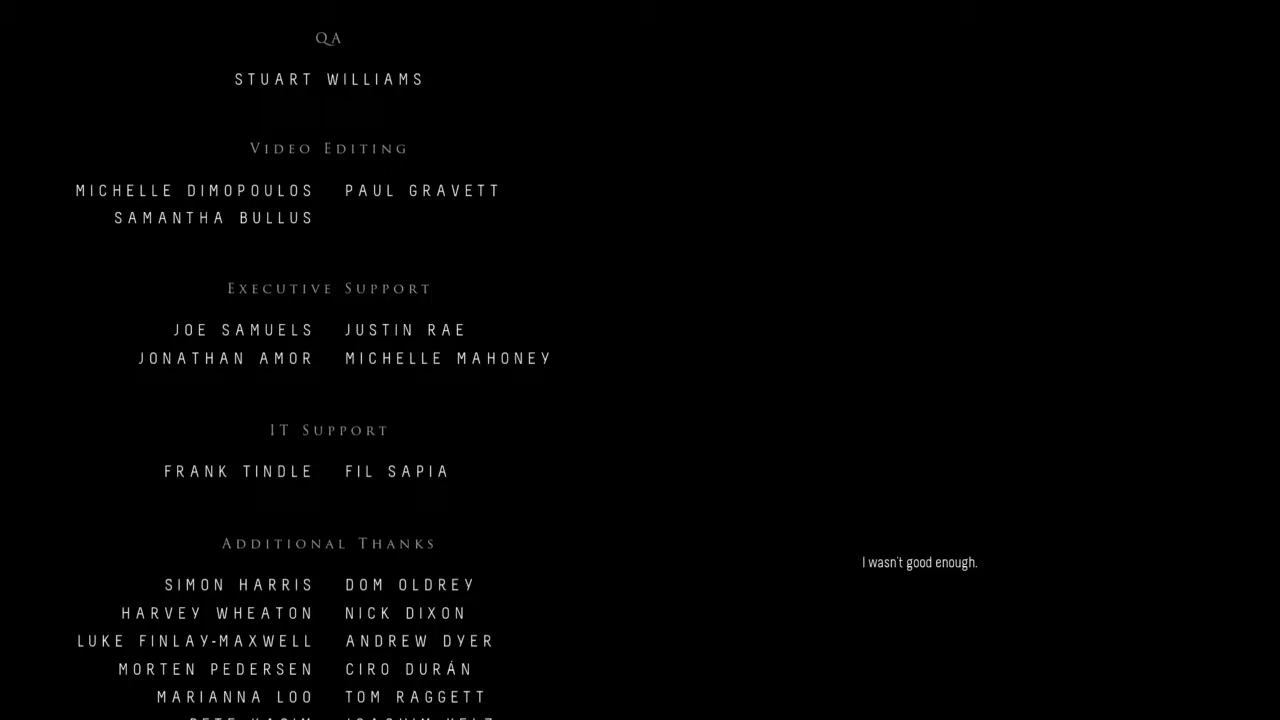 QA
STUART WILLIAMS
VIDEO EDITING
MICHELLE DIMOPOULOS PAUL GRAVETT
SAMANTHA BULLUS
EXECUTIVE SUPPORT
JOE SAMUELS JUSTIN RAE
JONATHAN AMOR MICHELLE MAHONEY
IT SUPPORT
FRANK TINDLE FIL SAPIA
ADDITIONAL THANKS
I wasn't good enough.
SIMON HARRIS DOM OLDREY
HARVEY WHEATON NICK DIXON
LUKE FINLAY-MAXWELL ANDREW DYER
MORTEN PEDERSEN CIRO DURÁN
MARIANNA LOO TOM RAGGETT